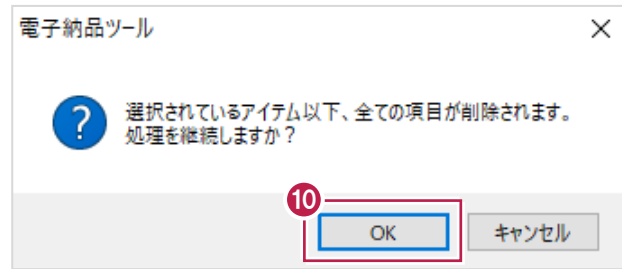 電子納品ツール
選択されているアイテム以下、全ての項目が削除されます。
処理を継続しますか？
⑩
OK
キャンセル